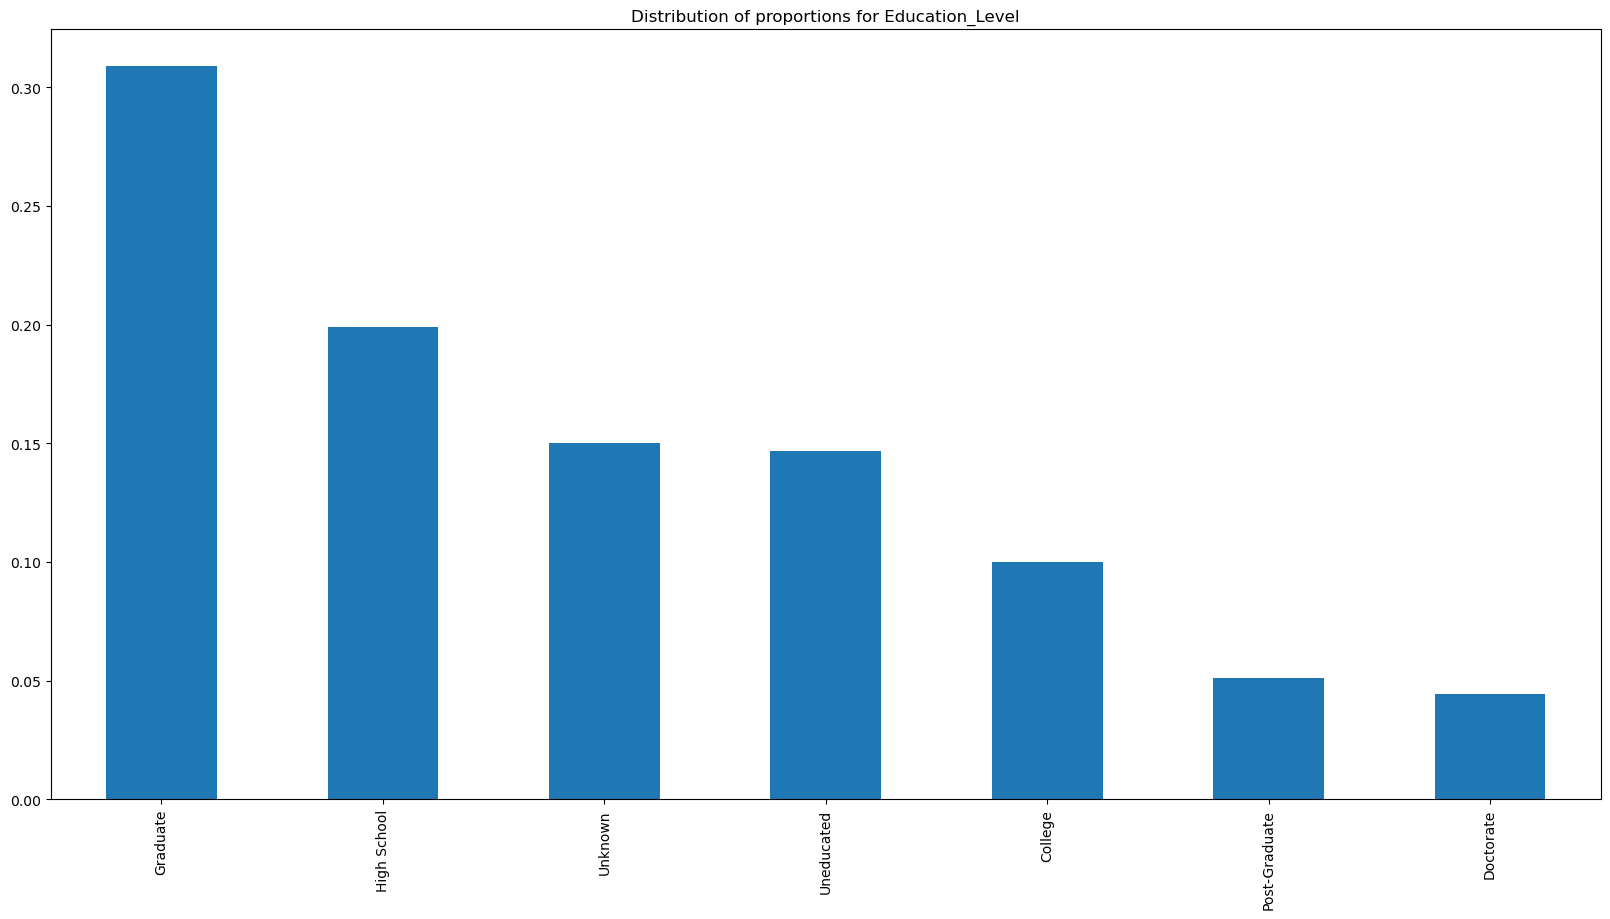 Distribution of proportions for Education_Level
0.30
0.25
0.20
0.15
0.10
0.05
0.00
Graduate
High School
Unknown
Uneducated
College
Post-Graduate
Doctorate